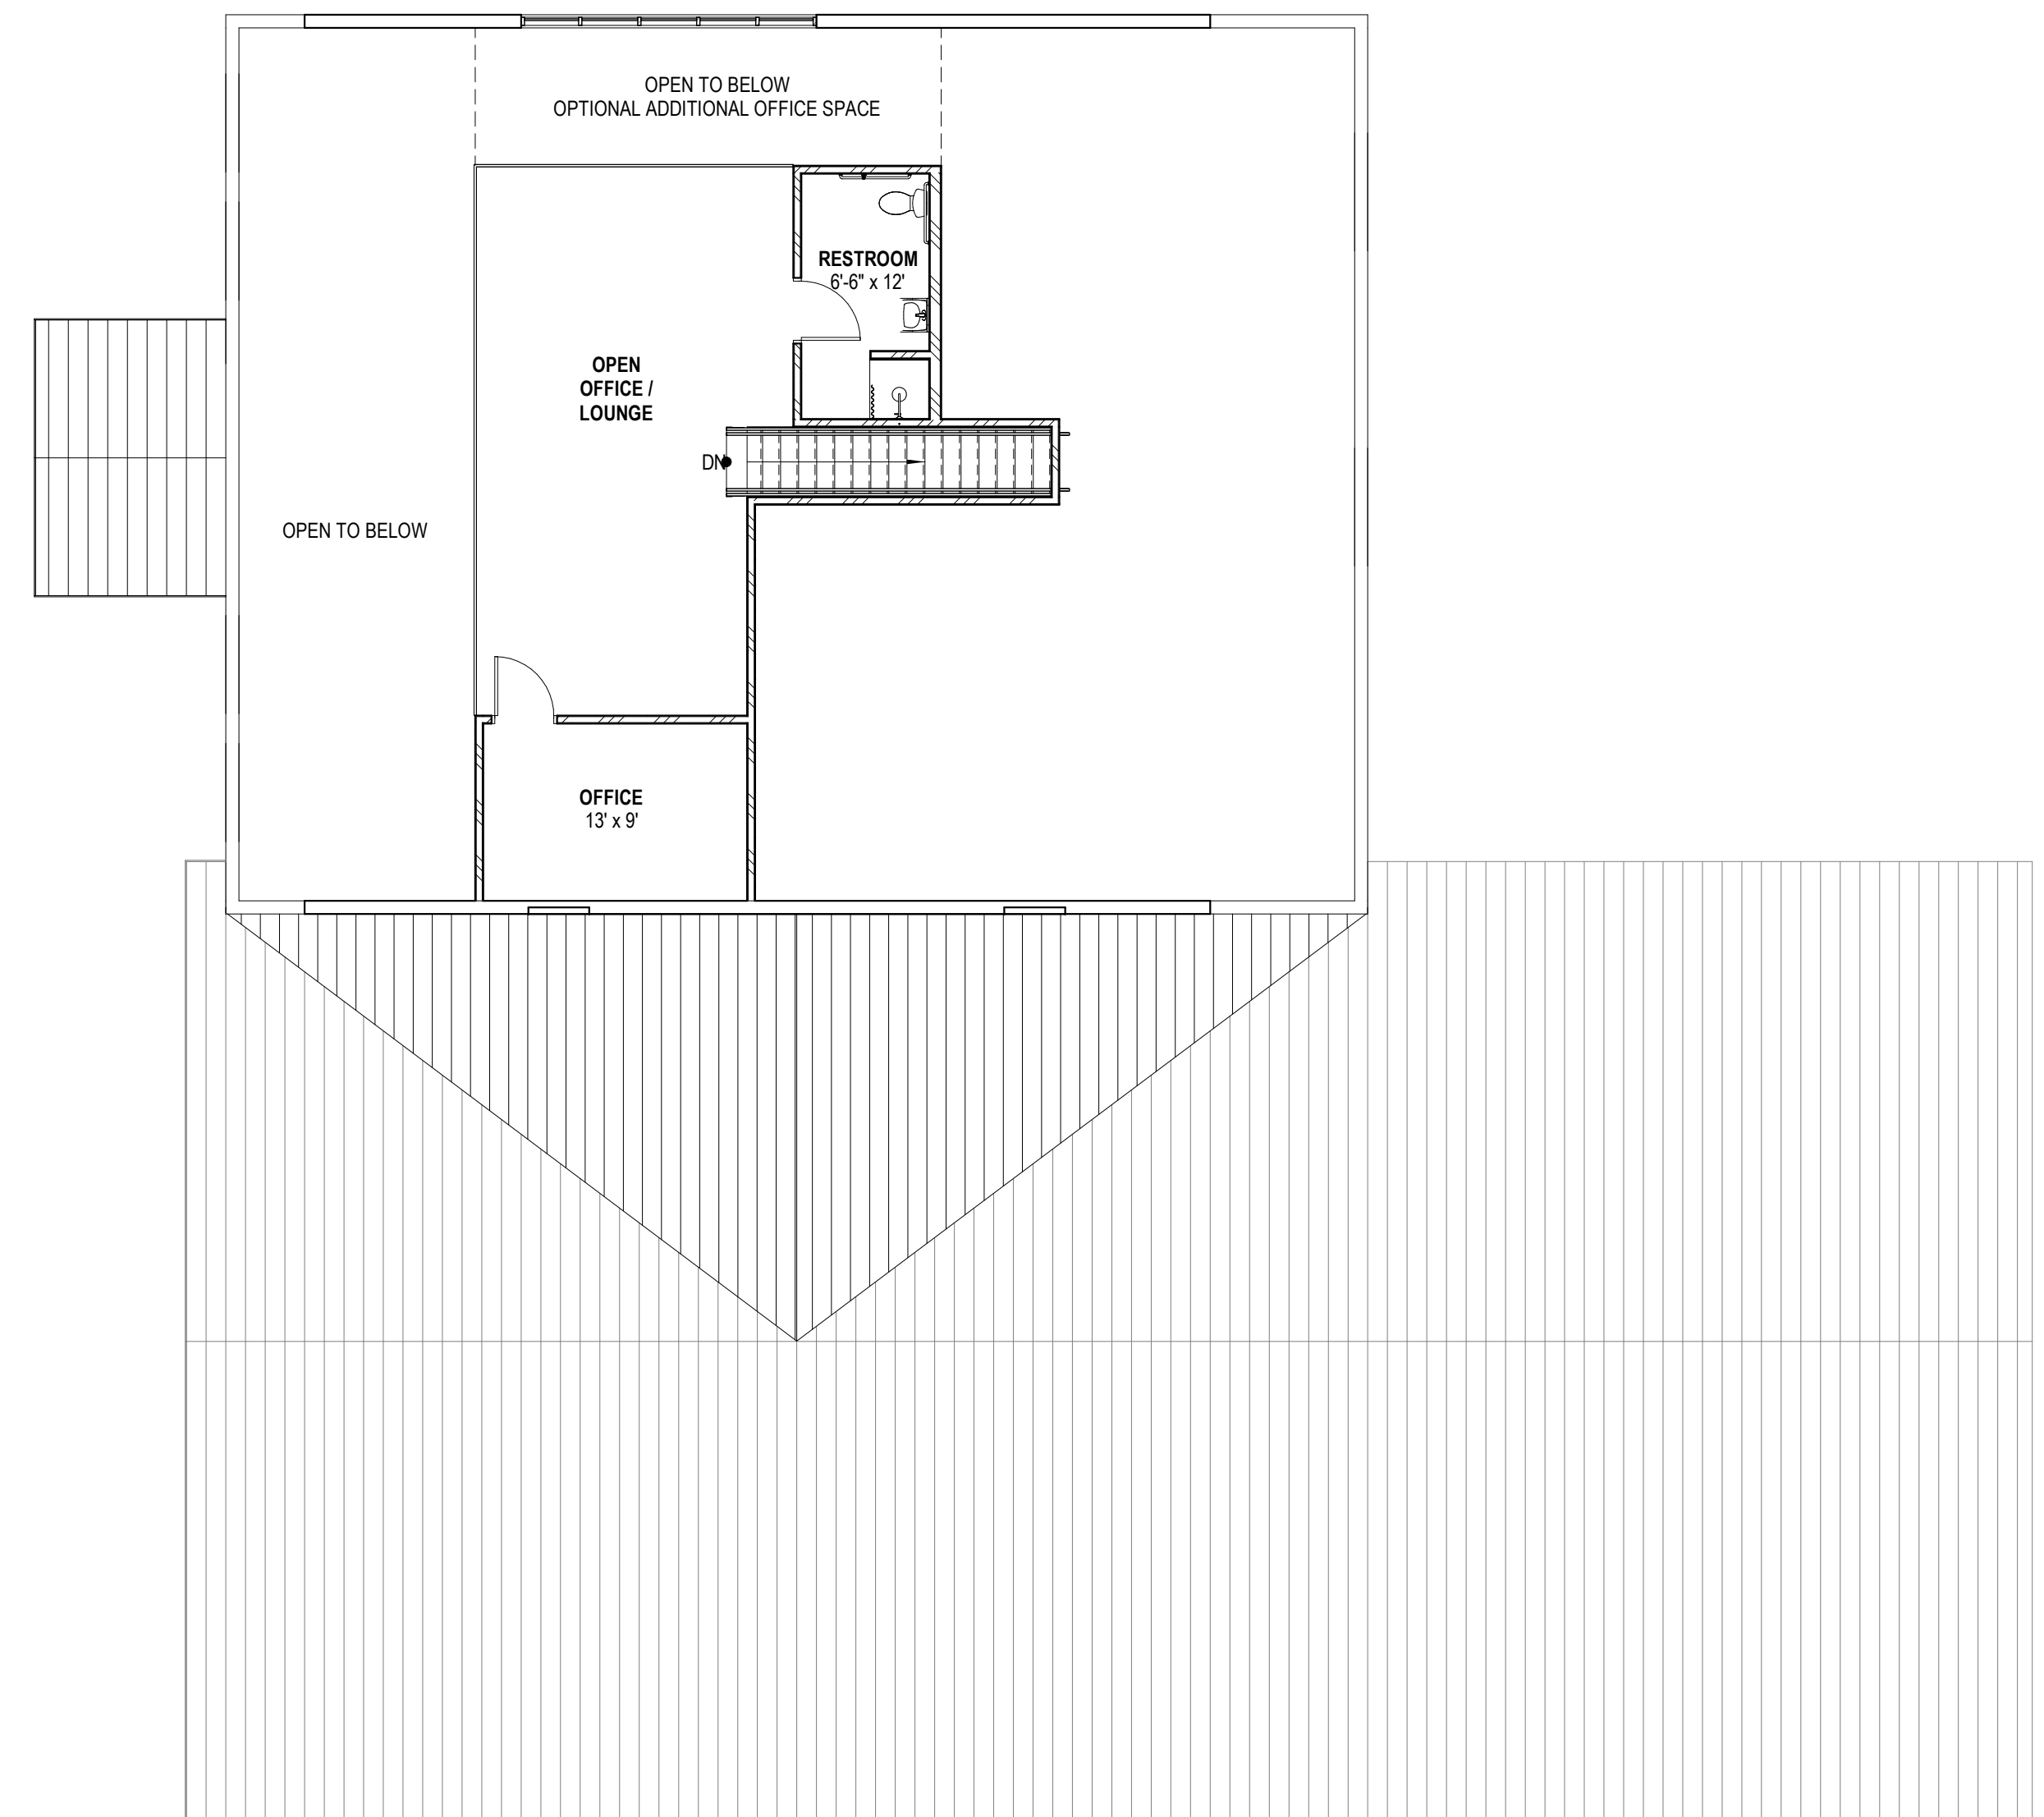 OPEN TO BELOW
OPTIONAL ADDITIONAL OFFICE SPACE
RESTROOM
6'-6" x 12'
OPEN
OFFICE /
LOUNGE
DN
OPEN TO BELOW
OFFICE
13' x 9'